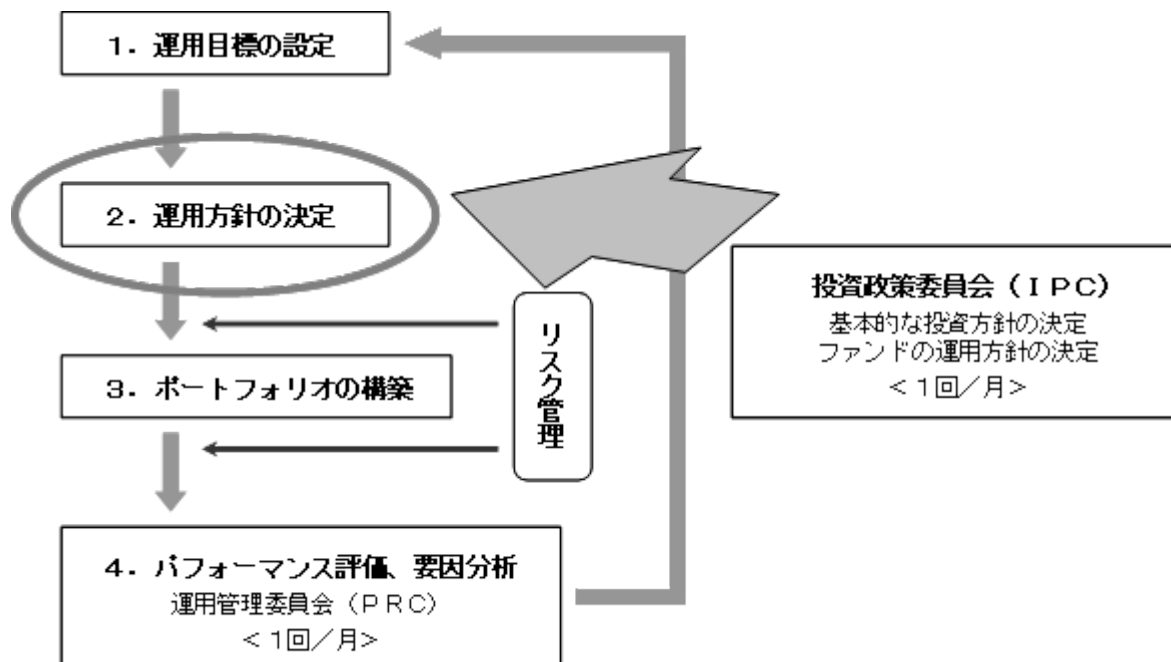 １．運用目標の設定
２．運用方針の決定
投資政策委員会（ＩＰＣ）
基本的な投資方針の決定
ファンドの運用方針の決定
＜１回／月＞
リスク管理
３．ポートフォリオの構築
４．パフォーマンス評価、要因分析
運用管理委員会（ＰＲＣ）
＜１回／月＞